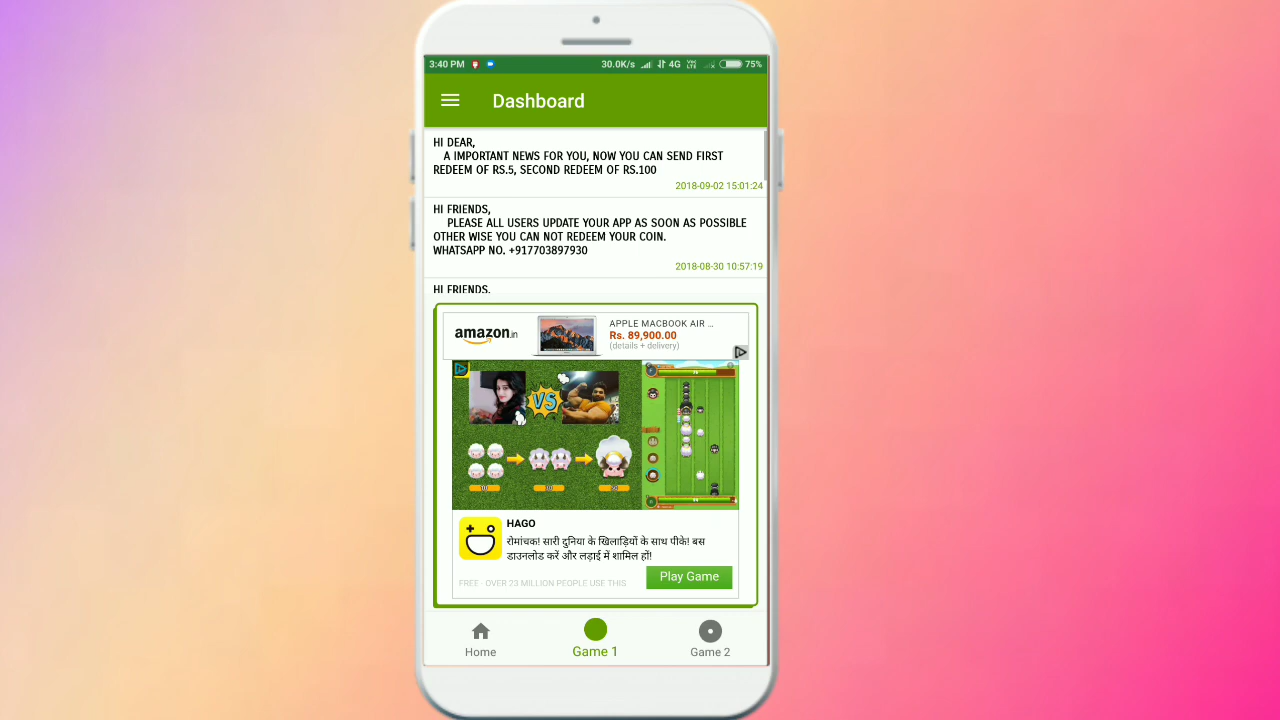 3:40 PM 30.0K/s 4G VoLTE 75%
Dashboard
HI DEAR,
A IMPORTANT NEWS FOR YOU, NOW YOU CAN SEND FIRST
REDEEM OF RS.5, SECOND REDEEM OF RS.100
2018-09-02 15:01:24
HI FRIENDS,
PLEASE ALL USERS UPDATE YOUR APP AS SOON AS POSSIBLE
OTHER WISE YOU CAN NOT REDEEM YOUR COIN.
WHATSAPP NO. +917703897930
2018-08-30 10:57:19
HI FRIENDS,
amazon.in
APPLE MACBOOK AIR ...
Rs. 89,900.00
(details + delivery)
VS
HAGO
रोमांचक! सारी दुनिया के खिलाड़ियों के साथ पीके! बस
डाउनलोड करें और लड़ाई में शामिल हों!
FREE · OVER 23 MILLION PEOPLE USE THIS
Play Game
Home
Game 1
Game 2